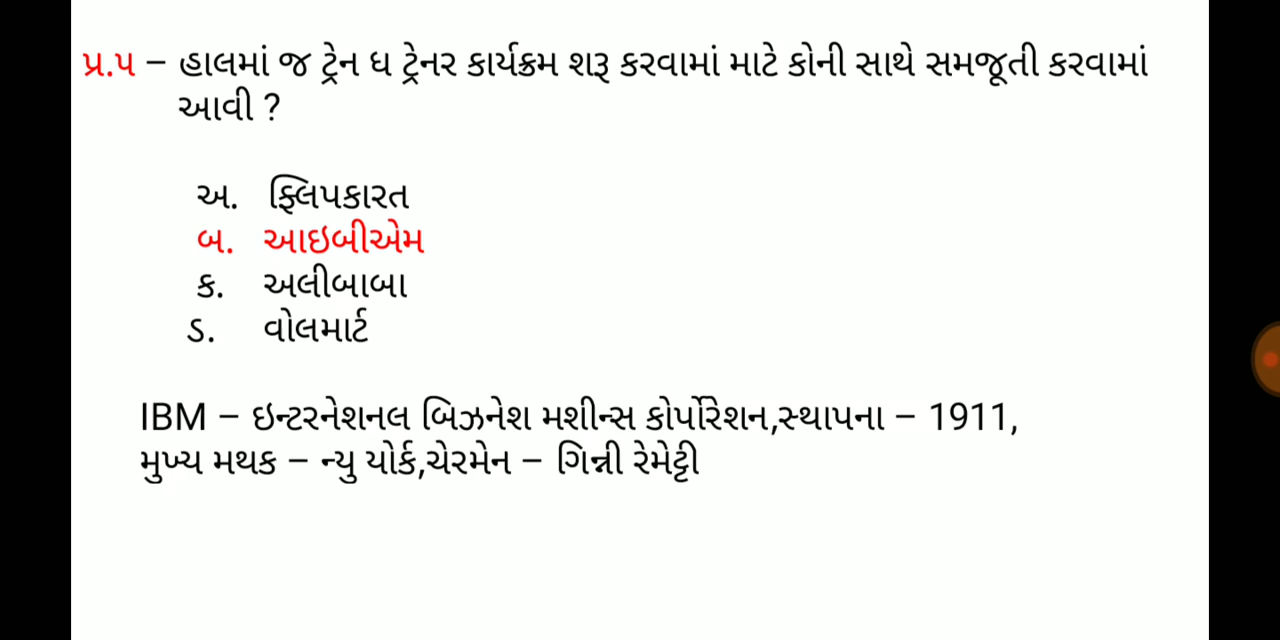 પ્ર.૫ – હાલમાં જ ટ્રેન ધ ટ્રેનર કાર્યક્રમ શરૂ કરવામાં માટે કોની સાથે સમજૂતી કરવામાં
આવી ?
અ. ફ્લિપકારત
બ. આઇબીએમ
ક. અલીબાબા
ડ. વોલમાર્ટ
IBM – ઇન્ટરનેશનલ બિઝનેશ મશીન્સ કોર્પોરેશન,સ્થાપના – 1911,
મુખ્ય મથક – ન્યુ યોર્ક,ચેરમેન – ગિન્ની રેમેટ્ટી